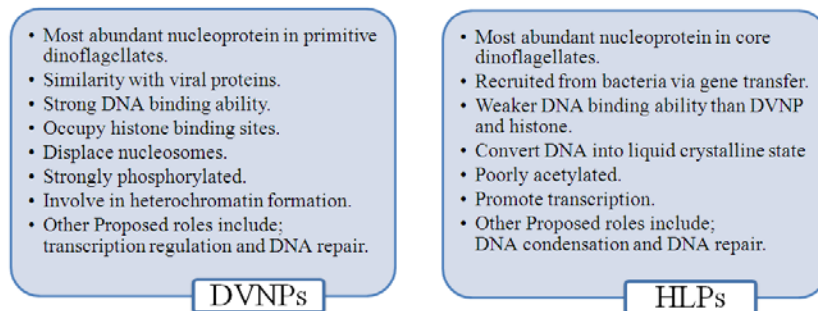 • Most abundant nucleoprotein in primitive
dinoflagellates.
• Similarity with viral proteins.
• Strong DNA binding ability.
• Occupy histone binding sites.
• Displace nucleosomes.
• Strongly phosphorylated.
• Involve in heterochromatin formation.
• Other Proposed roles include;
transcription regulation and DNA repair.
DVNPs
• Most abundant nucleoprotein in core
dinoflagellates.
• Recruited from bacteria via gene transfer.
• Weaker DNA binding ability than DVNP
and histone.
• Convert DNA into liquid crystalline state
• Poorly acetylated.
• Promote transcription.
• Other Proposed roles include;
DNA condensation and DNA repair.
HLPs